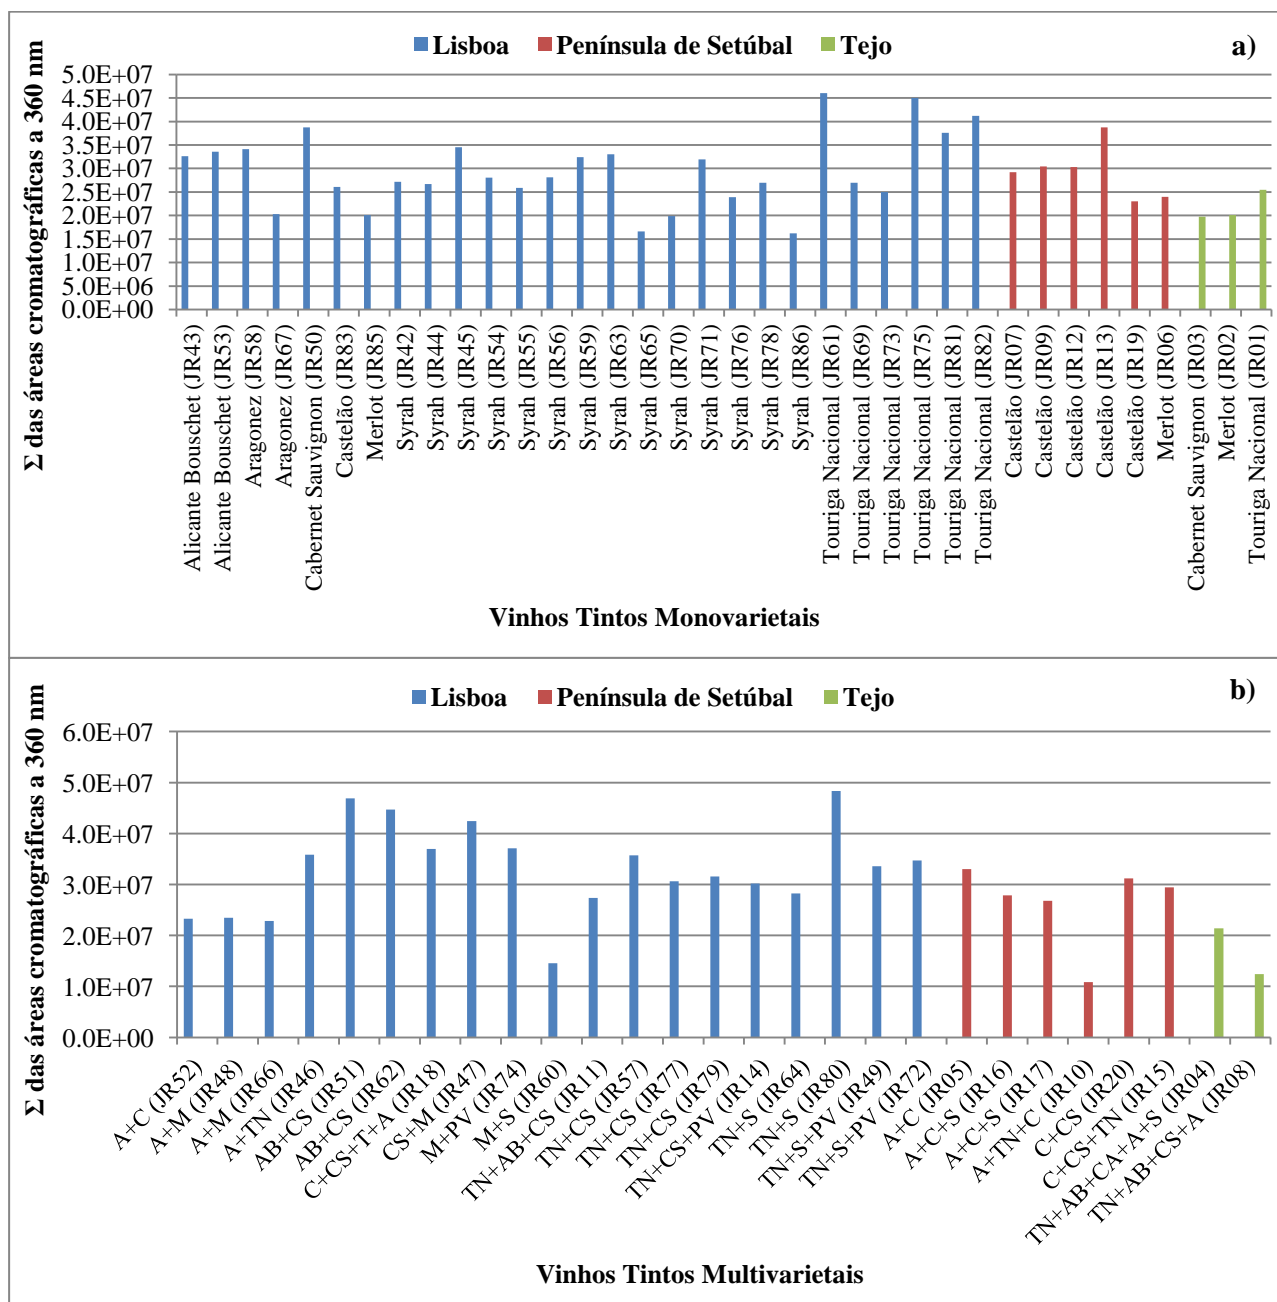 Lisboa Península de Setúbal Tejo
a)
Σ das áreas cromatográficas a 360 nm
5.0E+07
4.5E+07
4.0E+07
3.5E+07
3.0E+07
2.5E+07
2.0E+07
1.5E+07
1.0E+07
5.0E+06
0.0E+00
Alicante Bouschet (JR43)
Alicante Bouschet (JR53)
Aragonez (JR58)
Aragonez (JR67)
Cabernet Sauvignon (JR50)
Castelão (JR83)
Merlot (JR85)
Syrah (JR42)
Syrah (JR44)
Syrah (JR45)
Syrah (JR54)
Syrah (JR55)
Syrah (JR56)
Syrah (JR59)
Syrah (JR63)
Syrah (JR65)
Syrah (JR70)
Syrah (JR71)
Syrah (JR76)
Syrah (JR78)
Syrah (JR86)
Touriga Nacional (JR61)
Touriga Nacional (JR69)
Touriga Nacional (JR73)
Touriga Nacional (JR75)
Touriga Nacional (JR81)
Touriga Nacional (JR82)
Castelão (JR07)
Castelão (JR09)
Castelão (JR12)
Castelão (JR13)
Castelão (JR19)
Merlot (JR06)
Cabernet Sauvignon (JR03)
Merlot (JR02)
Touriga Nacional (JR01)
Vinhos Tintos Monovarietais
Lisboa Península de Setúbal Tejo
b)
Σ das áreas cromatográficas a 360 nm
6.0E+07
5.0E+07
4.0E+07
3.0E+07
2.0E+07
1.0E+07
0.0E+00
A+C (JR52)
A+M (JR48)
A+M (JR66)
A+TN (JR46)
AB+CS (JR51)
AB+CS (JR62)
C+CS+T+A (JR18)
CS+M (JR47)
M+PV (JR74)
M+S (JR60)
TN+AB+CS (JR11)
TN+CS (JR57)
TN+CS (JR77)
TN+CS (JR79)
TN+CS+PV (JR14)
TN+S (JR64)
TN+S (JR80)
TN+S+PV (JR49)
TN+S+PV (JR72)
A+C (JR05)
A+C+S (JR16)
A+C+S (JR17)
A+TN+C (JR10)
C+CS (JR20)
C+CS+TN (JR15)
TN+AB+CA+A+S (JR04)
TN+AB+CS+A (JR08)
Vinhos Tintos Multivarietais